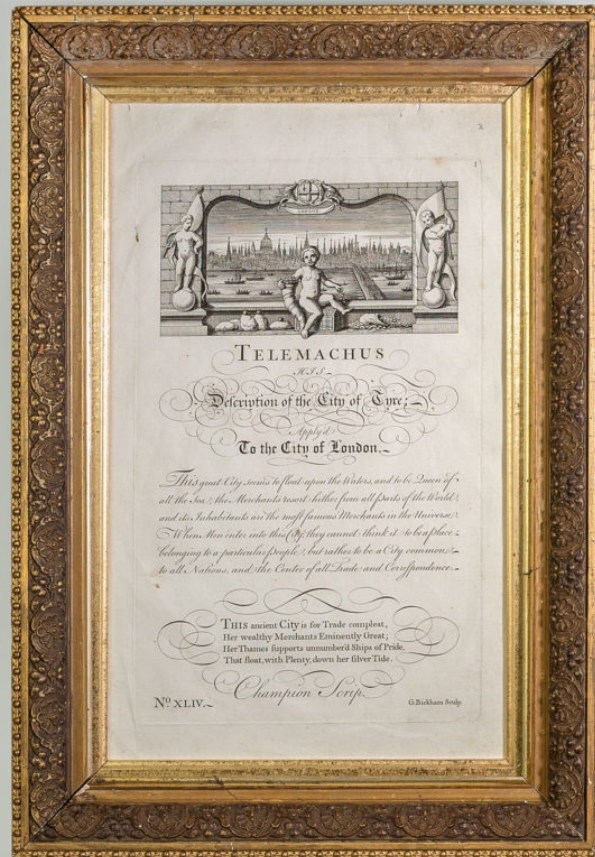 LONDON
TELEMACHUS
HIS
Description of the City of Tyre;
Apply'd
To the City of London.
This great City seems to float upon the Waters, and to be Queen of
all the Sea; the Merchants resort hither from all Parts of the World,
and its Inhabitants are the most famous Merchants in the Universe.
When Men enter into this City, they cannot think it to be a place
belonging to a particular People, but rather to be a City common
to all Nations, and the Center of all Trade and Correspondence.
THIS ancient City is for Trade compleat,
Her wealthy Merchants Eminently Great;
Her Thames supports unnumber'd Ships of Pride,
That float, with Plenty, down her silver Tide.
Champion Scrip.
No. XLIV.
G. Bickham Sculp